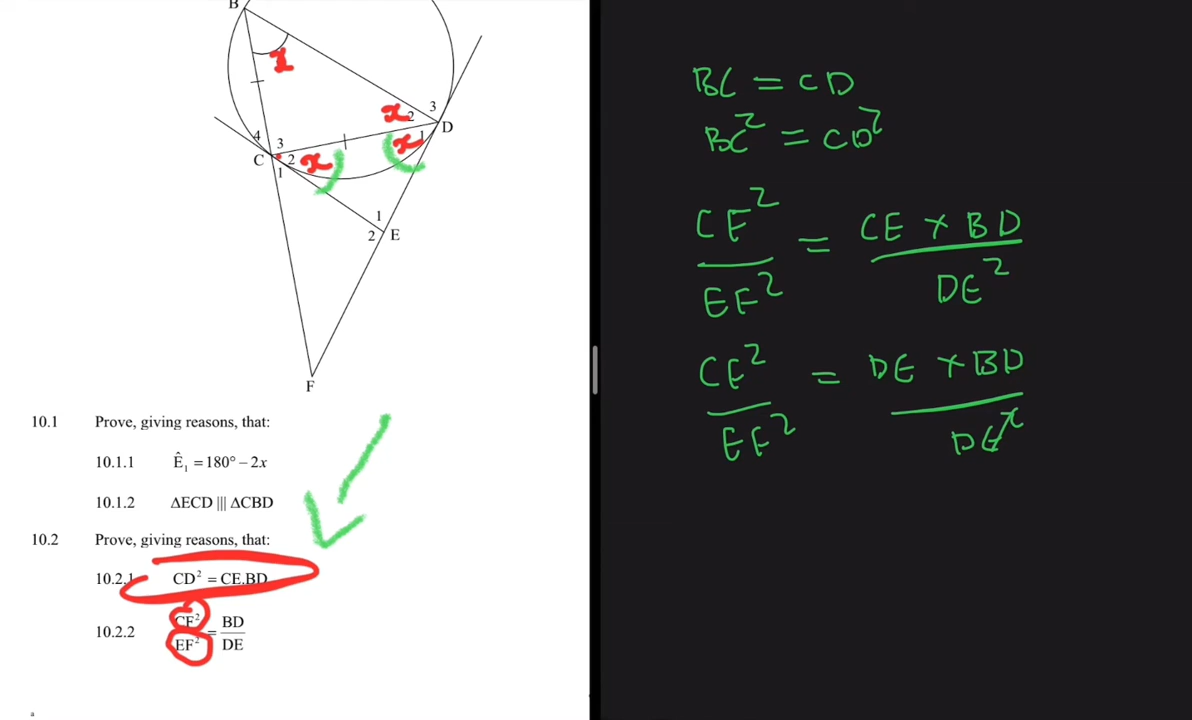 B
x
x 2 3
D
x 1
4 3
C 2 x
1
1
2 E
F
10.1 Prove, giving reasons, that:
10.1.1 Ê₁ = 180° – 2x
10.1.2 ΔECD ||| ΔCBD
10.2 Prove, giving reasons, that:
10.2.1 CD² = CE.BD
10.2.2 CF²/EF² = BD/DE
a
BC = CD
BC² = CD²
CF²/EF² = CE × BD/DE²
CF²/EF² = DE × BD/DE²